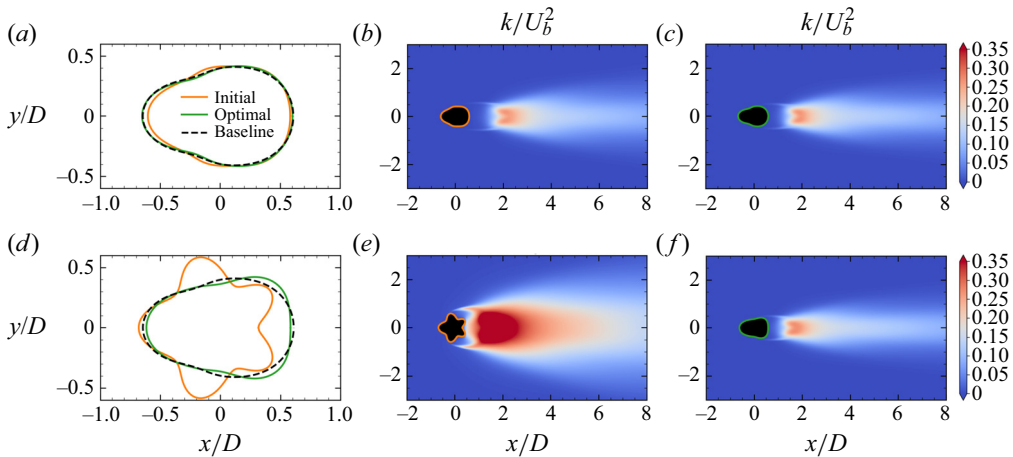 k/U_b^2 k/U_b^2
(a) (b) (c)
0.5 2 2 0.35
0.30
Initial 0.25
y/D 0 Optimal 0 0 0.20
Baseline 0.15
0.10
−0.5 −2 −2 0.05
0
−1.0 −0.5 0 0.5 1.0 −2 0 2 4 6 8 −2 0 2 4 6 8
(d) (e) (f)
0.5 2 2 0.35
0.30
0.25
y/D 0 0 0 0.20
0.15
0.10
−0.5 −2 −2 0.05
0
−1.0 −0.5 0 0.5 1.0 −2 0 2 4 6 8 −2 0 2 4 6 8
x/D x/D x/D